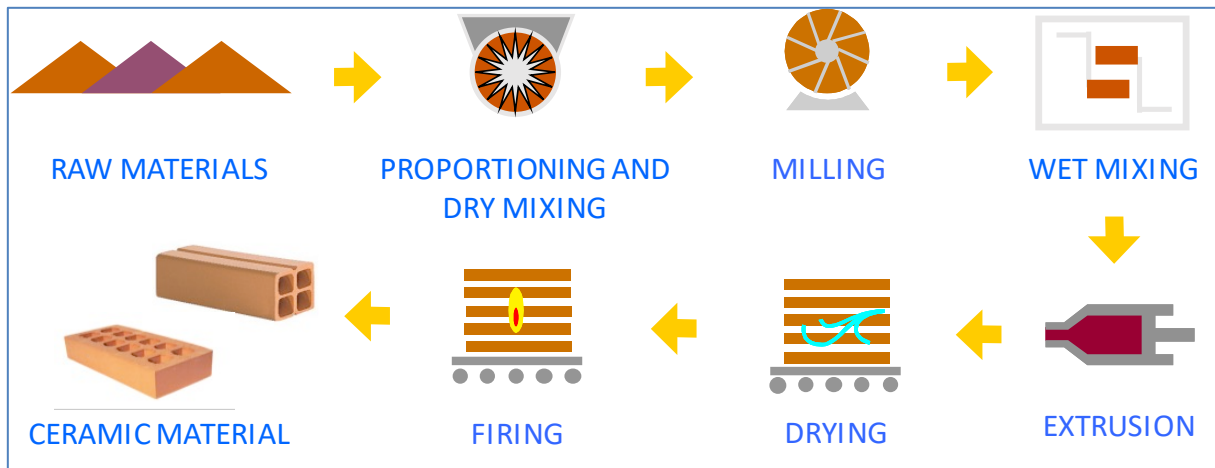 RAW MATERIALS
PROPORTIONING AND
DRY MIXING
MILLING
WET MIXING
EXTRUSION
DRYING
FIRING
CERAMIC MATERIAL